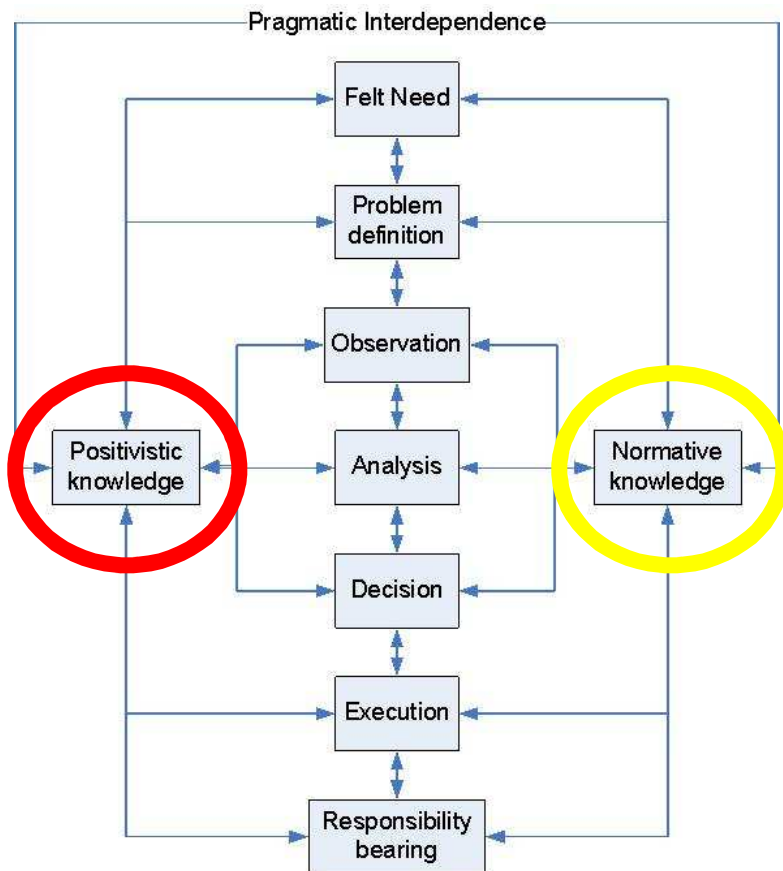 Pragmatic Interdependence
Felt Need
Problem
definition
Observation
Positivistic
knowledge
Analysis
Normative
knowledge
Decision
Execution
Responsibility
bearing